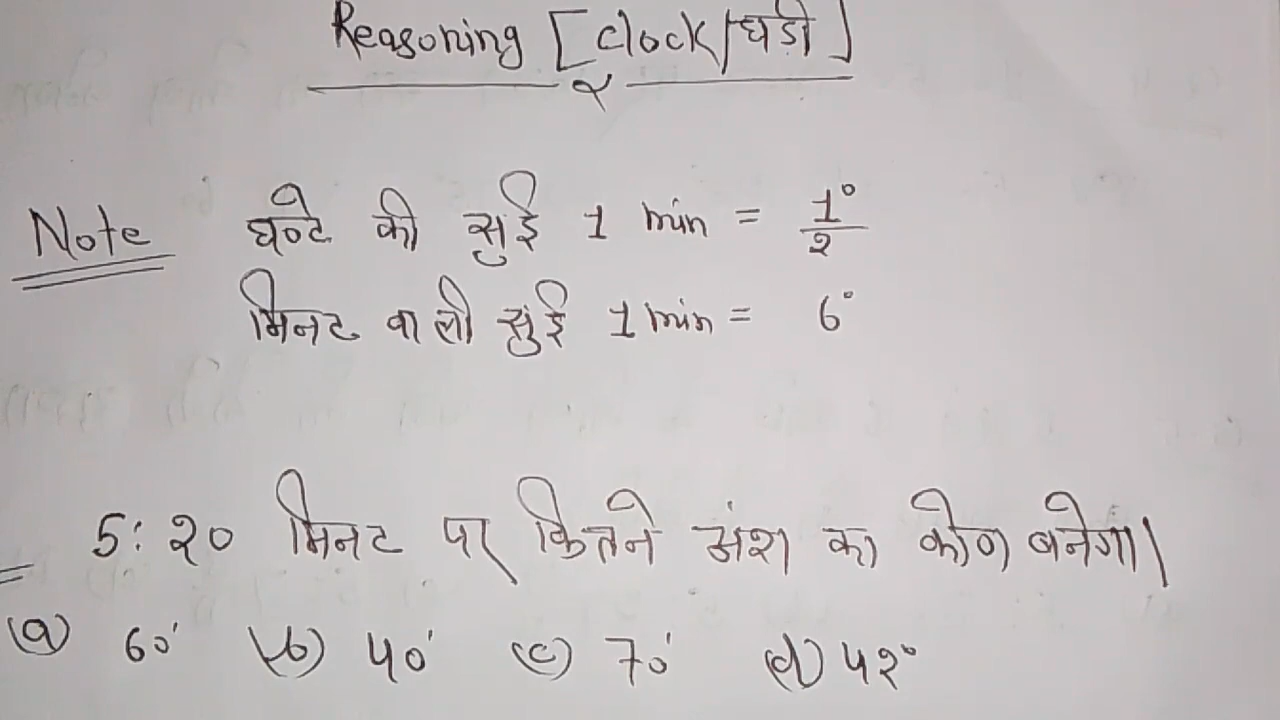 Reasoning [clock/घड़ी]
Note घण्टे की सुई 1 min = 1°/2
मिनट वाली सुंई 1 min = 6°
5:20 मिनट पर कितने अंश का कोण बनेगा।
(a) 60° (b) 40° (c) 70° (d) 42°